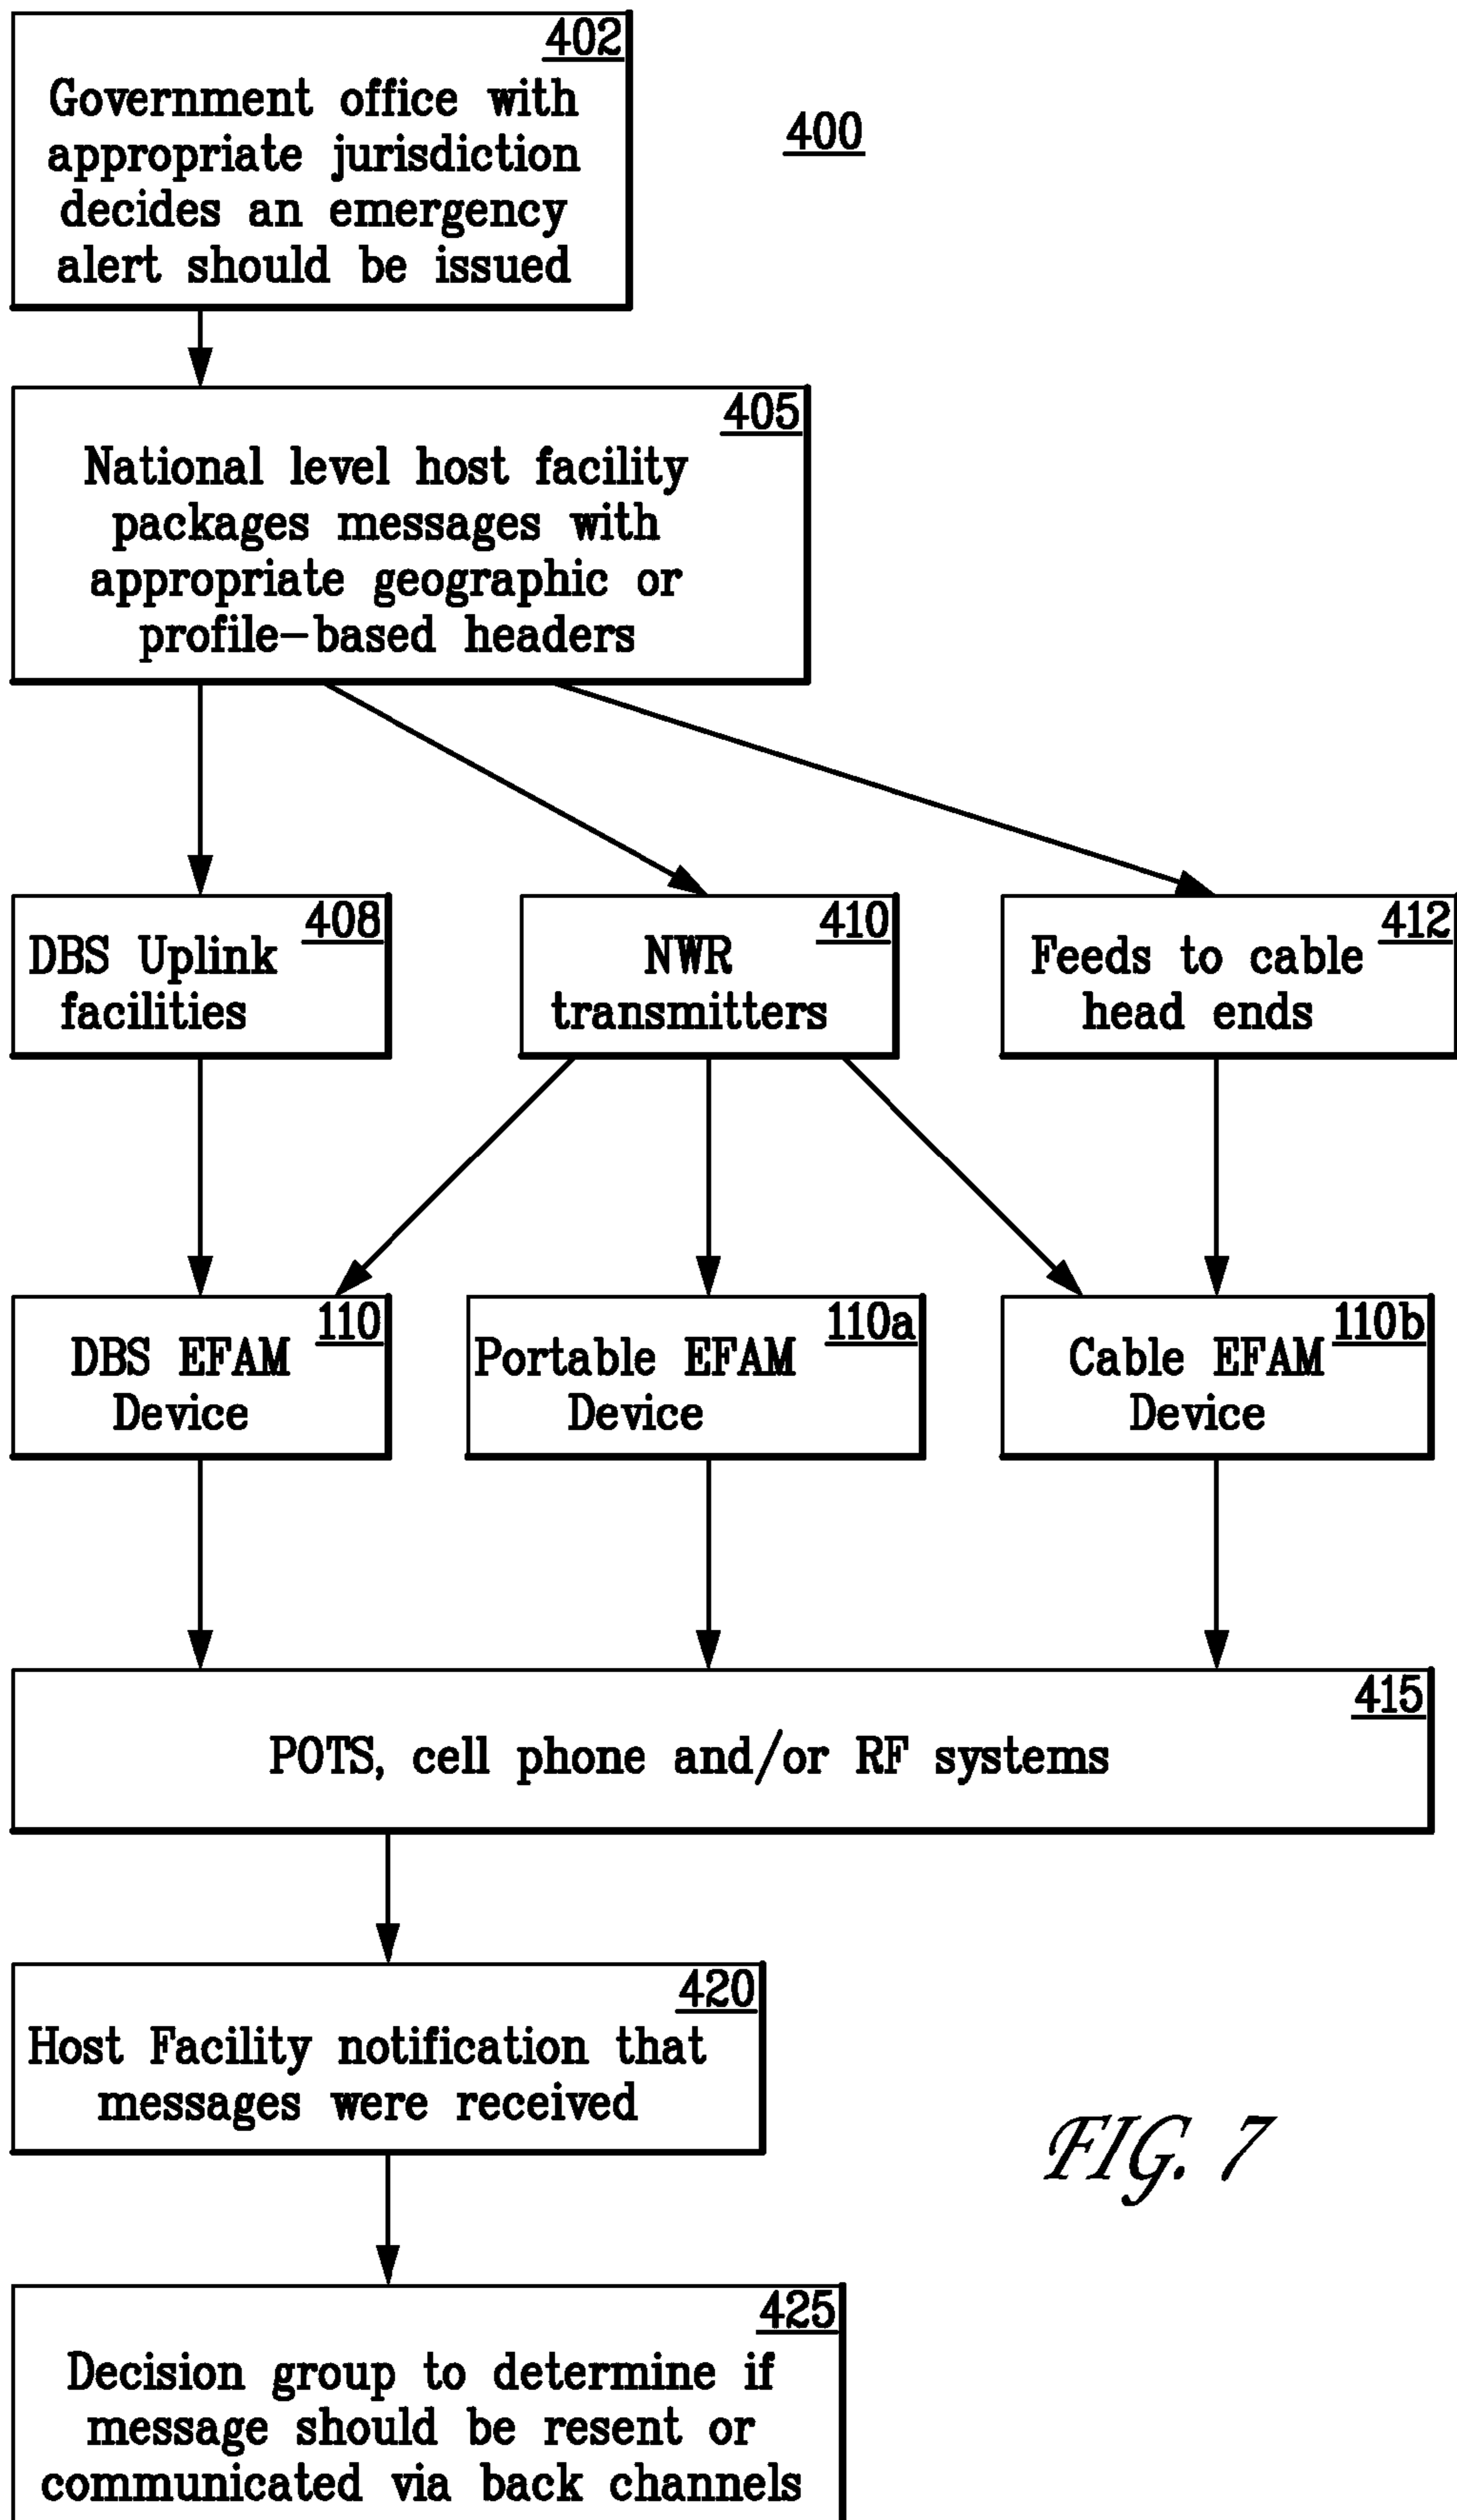 402
Government office with
appropriate jurisdiction
decides an emergency
alert should be issued
400
405
National level host facility
packages messages with
appropriate geographic or
profile-based headers
408
DBS Uplink
facilities
410
NWR
transmitters
412
Feeds to cable
head ends
110
DBS EFAM
Device
110a
Portable EFAM
Device
110b
Cable EFAM
Device
415
POTS, cell phone and/or RF systems
420
Host Facility notification that
messages were received
FIG. 7
425
Decision group to determine if
message should be resent or
communicated via back channels